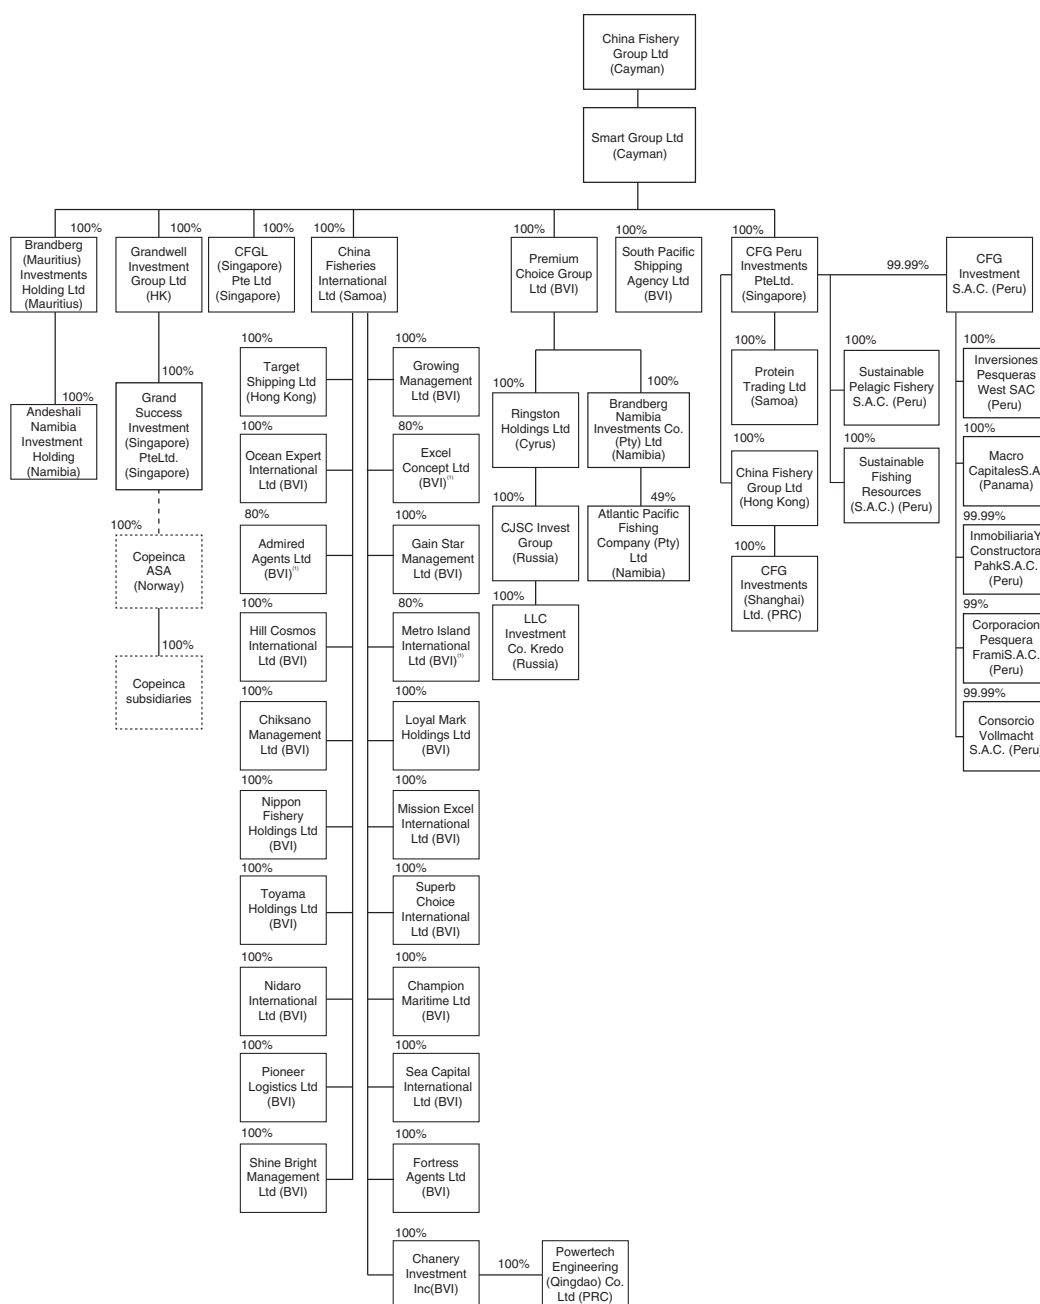 China Fishery
Group Ltd
(Cayman)
Smart Group Ltd
(Cayman)
100%
Brandberg
(Mauritius)
Investments
Holding Ltd
(Mauritius)
100%
Andeshali
Namibia
Investment
Holding
(Namibia)
100%
Grandwell
Investment
Group Ltd
(HK)
100%
Grand
Success
Investment
(Singapore)
PteLtd.
(Singapore)
100%
Copeinca
ASA
(Norway)
100%
Copeinca
subsidiaries
100%
CFGL
(Singapore)
Pte Ltd
(Singapore)
100%
China
Fisheries
International
Ltd (Samoa)
100%
Target
Shipping Ltd
(Hong Kong)
100%
Ocean Expert
International
Ltd (BVI)
80%
Admired
Agents Ltd
(BVI)(1)
100%
Hill Cosmos
International
Ltd (BVI)
100%
Chiksano
Management
Ltd (BVI)
100%
Nippon
Fishery
Holdings Ltd
(BVI)
100%
Toyama
Holdings Ltd
(BVI)
100%
Nidaro
International
Ltd (BVI)
100%
Pioneer
Logistics Ltd
(BVI)
100%
Shine Bright
Management
Ltd (BVI)
100%
Growing
Management
Ltd (BVI)
80%
Excel
Concept Ltd
(BVI)(1)
100%
Gain Star
Management
Ltd (BVI)
80%
Metro Island
International
Ltd (BVI)(1)
100%
Loyal Mark
Holdings Ltd
(BVI)
100%
Mission Excel
International
Ltd (BVI)
100%
Superb
Choice
International
Ltd (BVI)
100%
Champion
Maritime Ltd
(BVI)
100%
Sea Capital
International
Ltd (BVI)
100%
Fortress
Agents Ltd
(BVI)
100%
Chanery
Investment
Inc(BVI)
100%
Powertech
Engineering
(Qingdao) Co.
Ltd (PRC)
100%
Premium
Choice Group
Ltd (BVI)
100%
Ringston
Holdings Ltd
(Cyrus)
100%
CJSC Invest
Group
(Russia)
100%
LLC
Investment
Co. Kredo
(Russia)
100%
Brandberg
Namibia
Investments Co.
(Pty) Ltd
(Namibia)
49%
Atlantic Pacific
Fishing
Company (Pty)
Ltd
(Namibia)
100%
South Pacific
Shipping
Agency Ltd
(BVI)
100%
CFG Peru
Investments
PteLtd.
(Singapore)
100%
Protein
Trading Ltd
(Samoa)
100%
China Fishery
Group Ltd
(Hong Kong)
100%
CFG
Investments
(Shanghai)
Ltd. (PRC)
100%
Sustainable
Pelagic Fishery
S.A.C. (Peru)
100%
Sustainable
Fishing
Resources
(S.A.C.) (Peru)
99.99%
CFG
Investment
S.A.C. (Peru)
100%
Inversiones
Pesqueras
West SAC
(Peru)
100%
Macro
CapitalesS.A
(Panama)
99.99%
InmobiliariaY
Constructora
PahkS.A.C.
(Peru)
99%
Corporacion
Pesquera
FramiS.A.C.
(Peru)
99.99%
Consorcio
Vollmacht
S.A.C. (Peru)